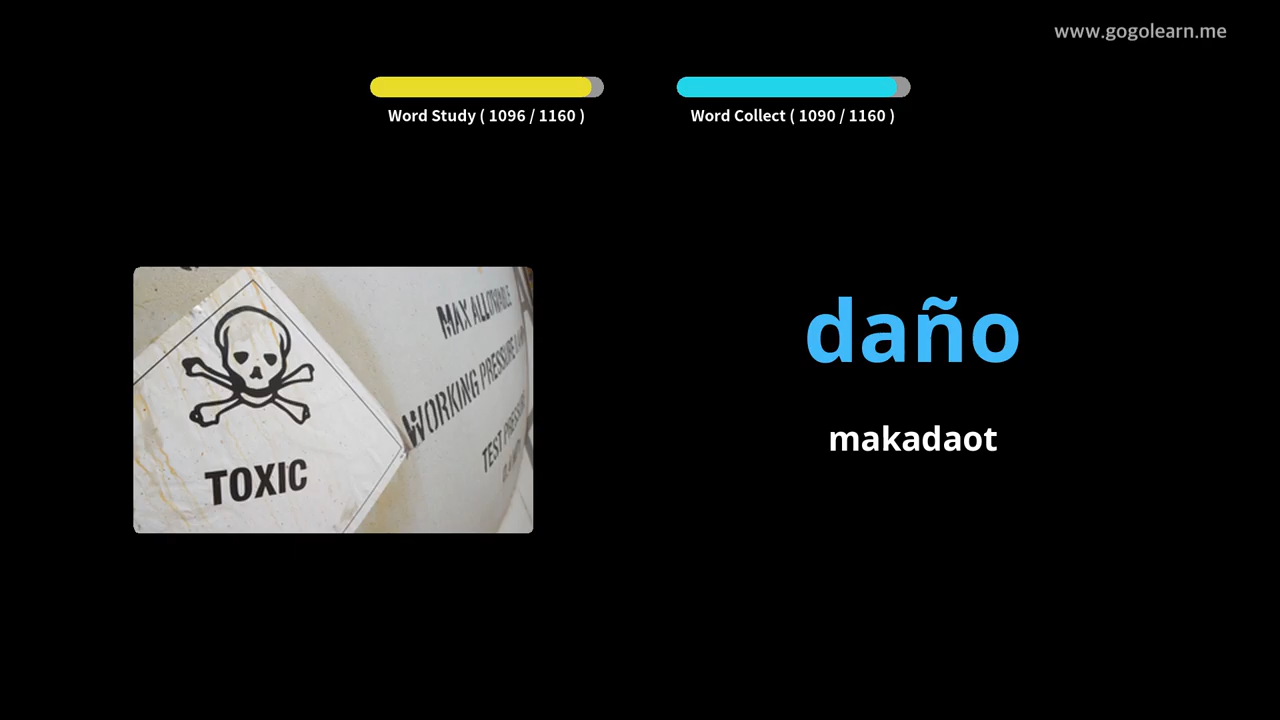 www.gogolearn.me
Word Study ( 1096 / 1160 )
Word Collect ( 1090 / 1160 )
MAX ALLOWABLE
WORKING PRESSURE
TEST PRESSURE
TOXIC
daño
makadaot